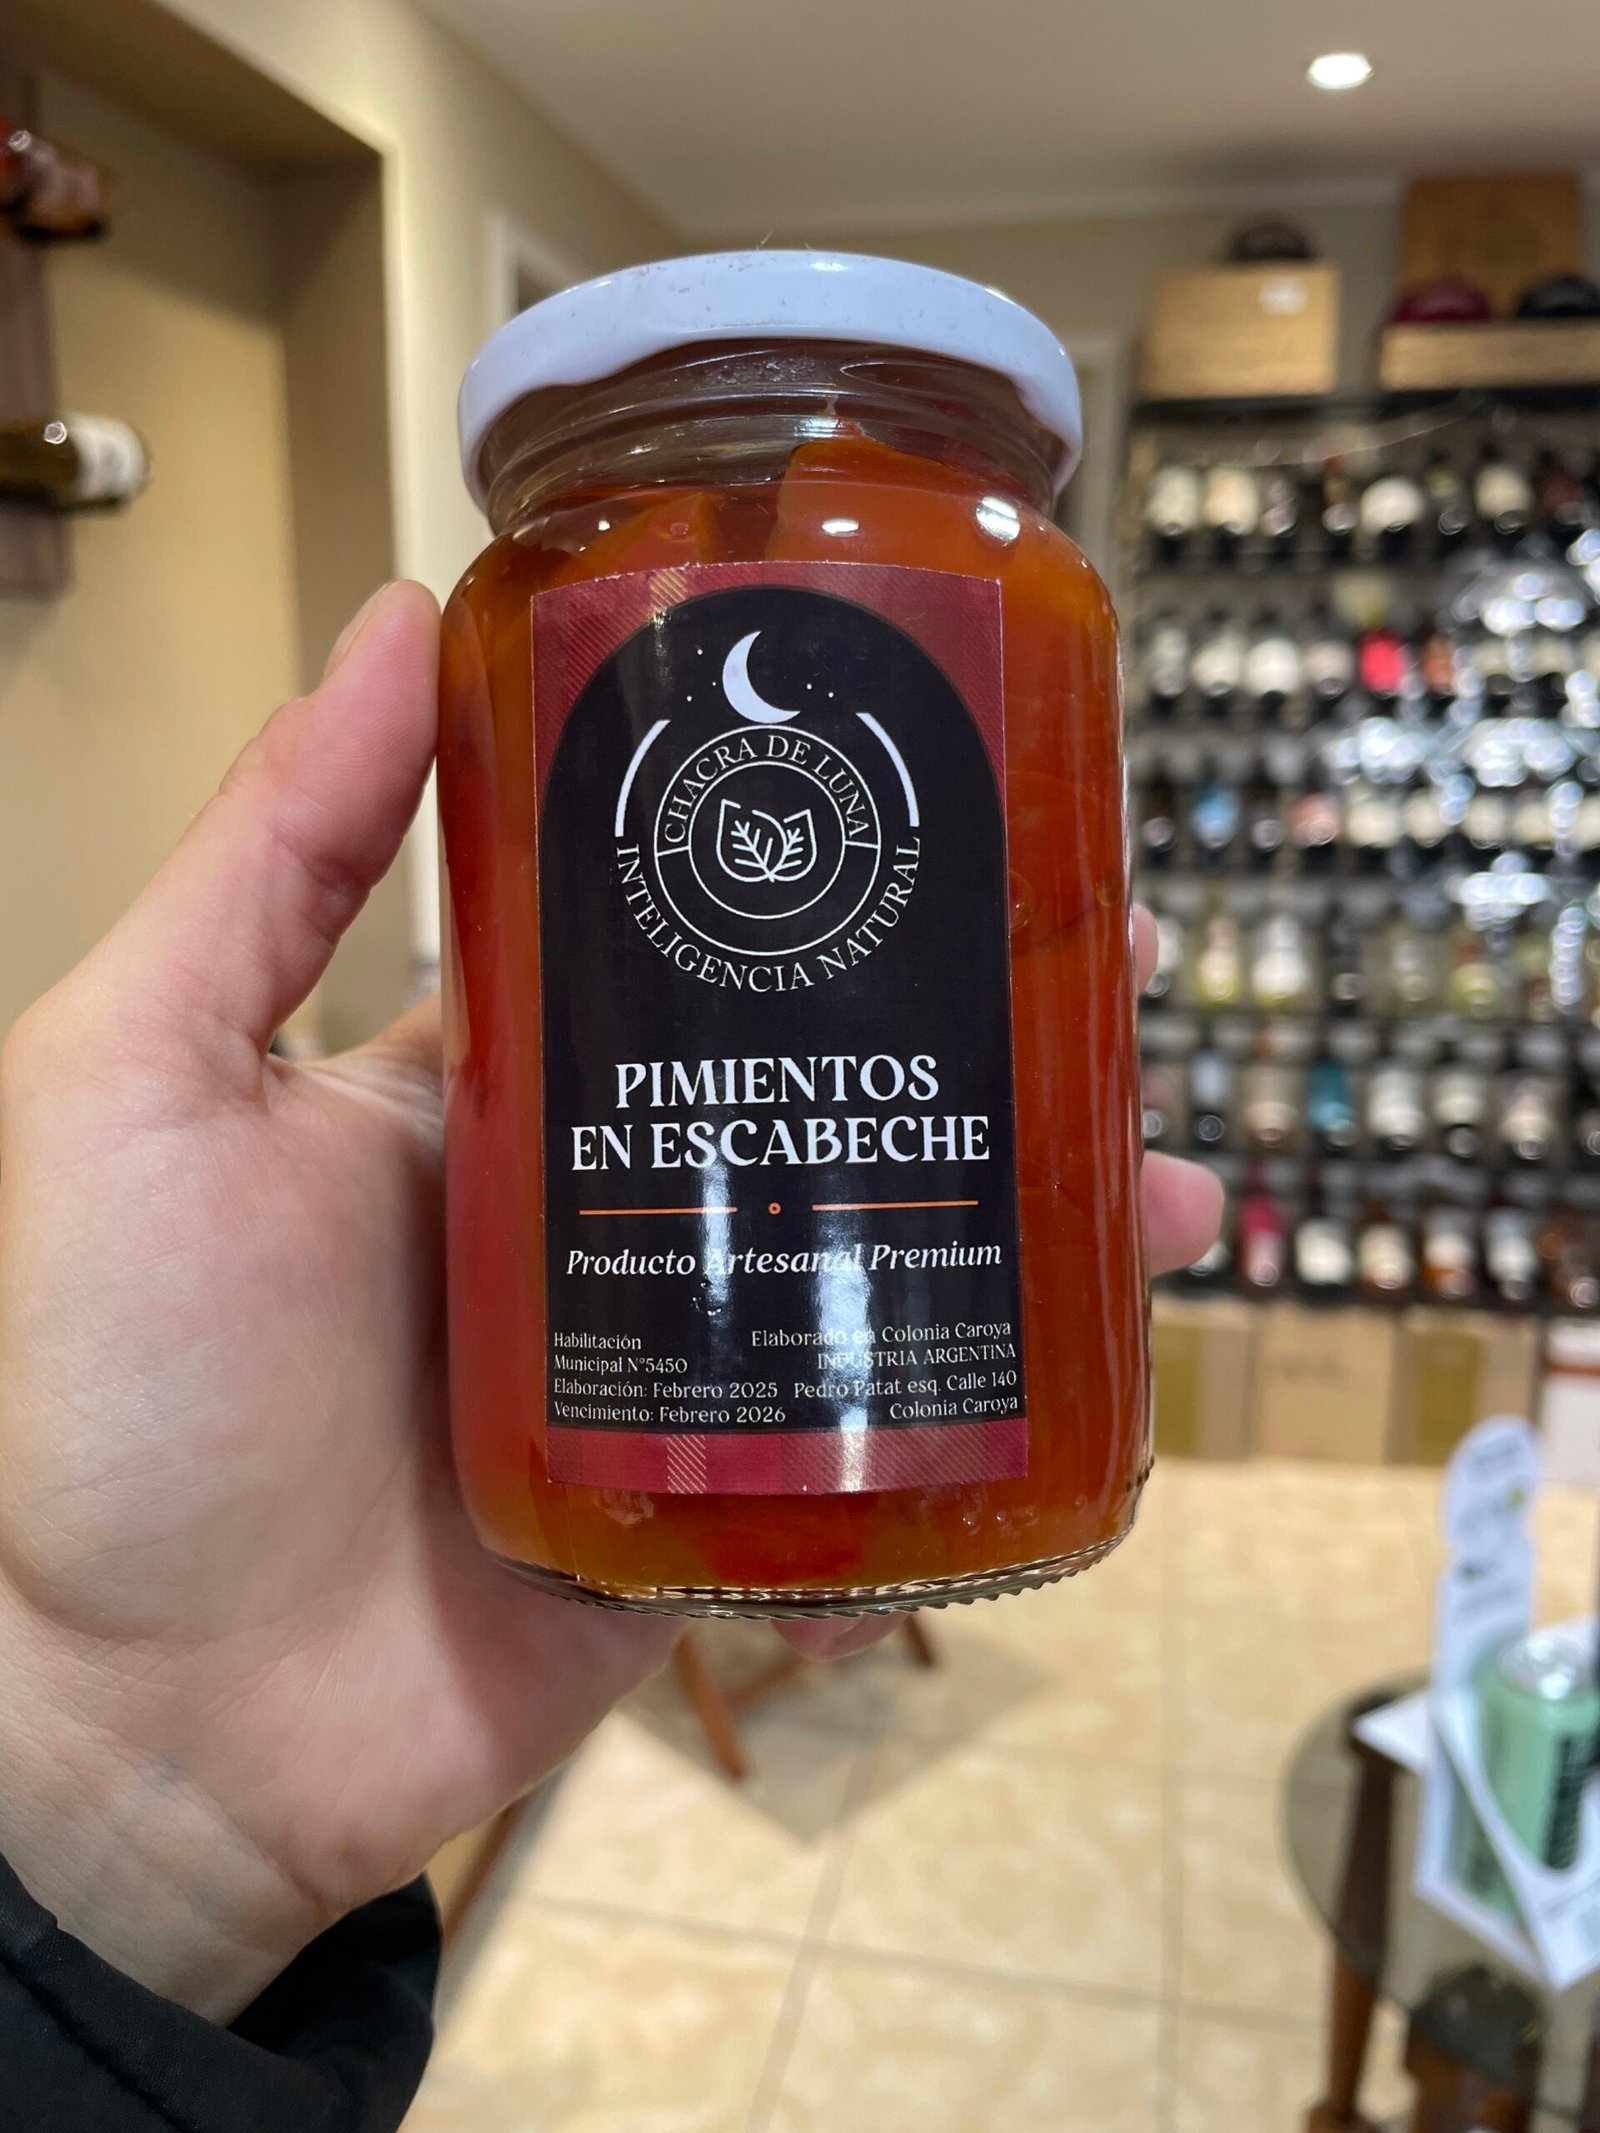 CHACRA DE LUNA
INTELIGENCIA NATURAL
PIMIENTOS
EN ESCABECHE
Producto Artesanal Premium
Habilitación
Municipal N°5450
Elaboración: Febrero 2025
Vencimiento: Febrero 2026
Elaborado en Colonia Caroya
INDUSTRIA ARGENTINA
Pedro Patat esq. Calle 140
Colonia Caroya